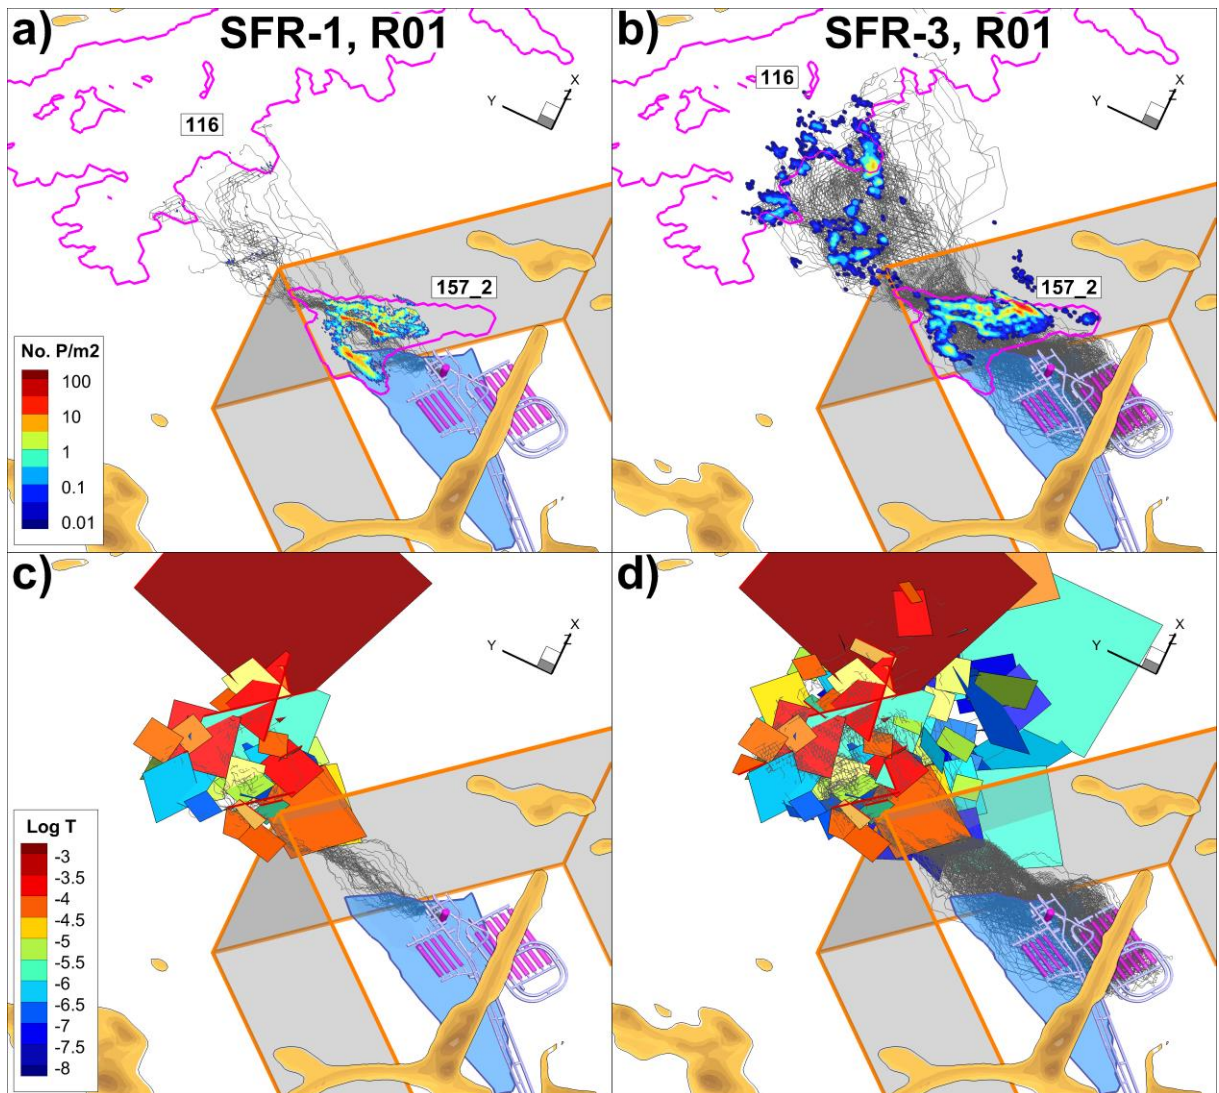 a) SFR-1, R01
116
Y
X
Z
157_2
No. P/m2
100
10
1
0.1
0.01
b) SFR-3, R01
116
Y
X
Z
157_2
c)
Y
X
Z
Log T
-3
-3.5
-4
-4.5
-5
-5.5
-6
-6.5
-7
-7.5
-8
d)
Y
X
Z